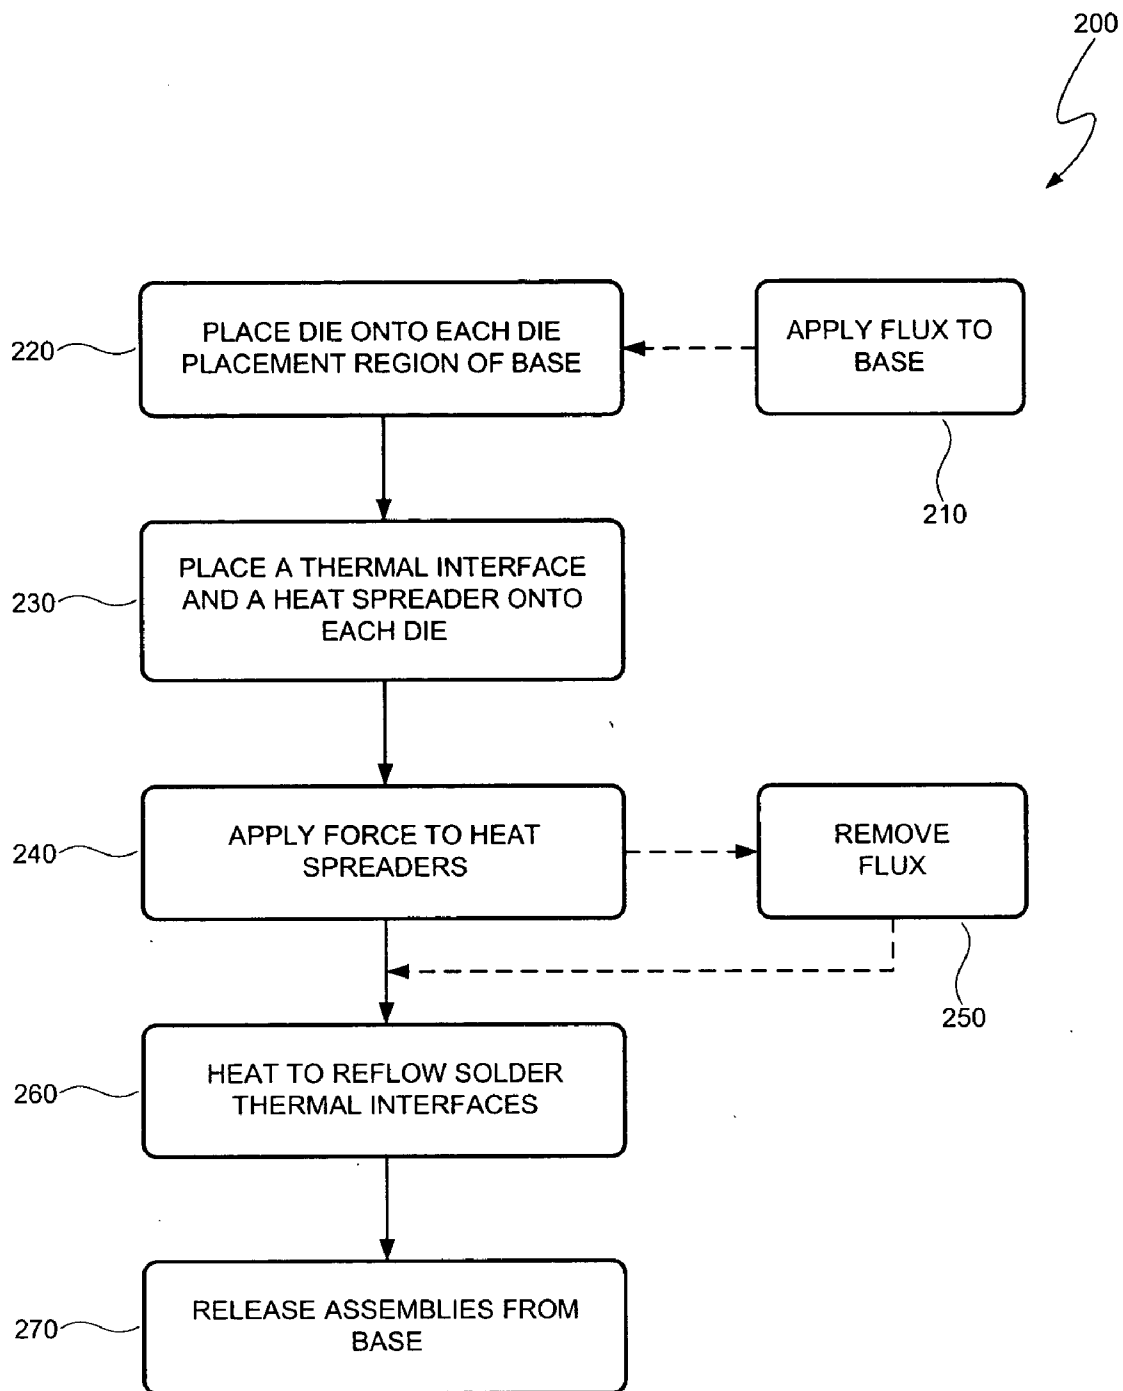 200
220
PLACE DIE ONTO EACH DIE
PLACEMENT REGION OF BASE
APPLY FLUX TO
BASE
210
230
PLACE A THERMAL INTERFACE
AND A HEAT SPREADER ONTO
EACH DIE
240
APPLY FORCE TO HEAT
SPREADERS
REMOVE
FLUX
250
260
HEAT TO REFLOW SOLDER
THERMAL INTERFACES
270
RELEASE ASSEMBLIES FROM
BASE